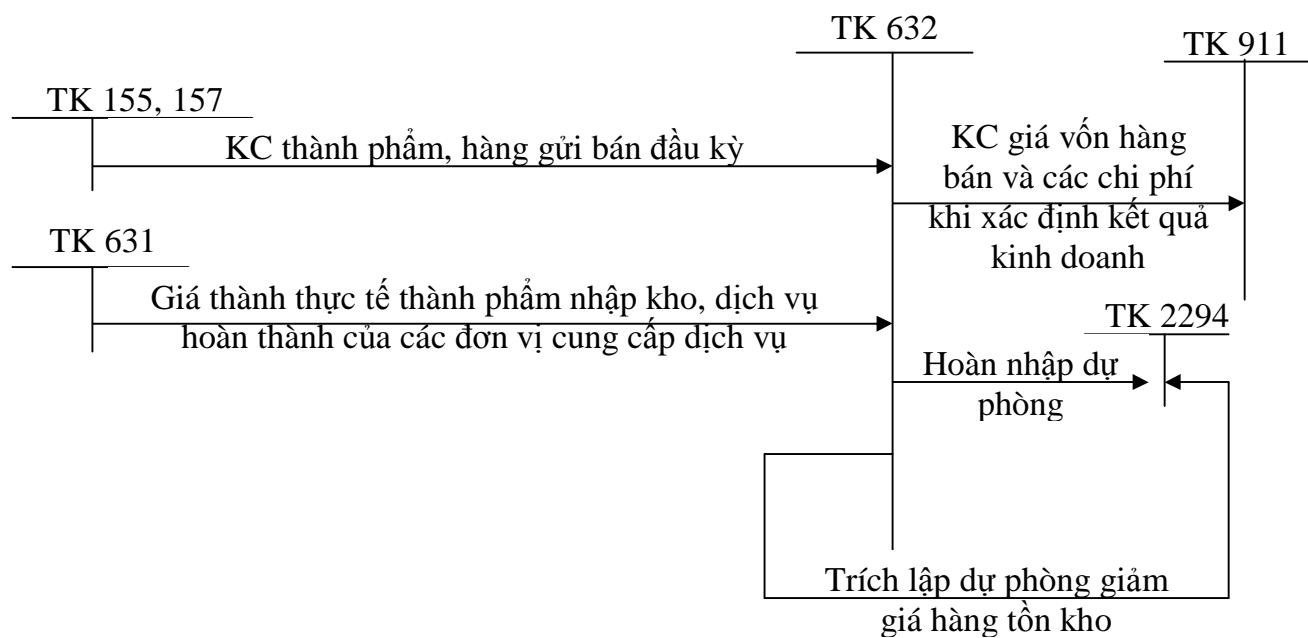 TK 632
TK 911
TK 155, 157
KC thành phẩm, hàng gửi bán đầu kỳ
KC giá vốn hàng
bán và các chi phí
khi xác định kết quả
kinh doanh
TK 631
Giá thành thực tế thành phẩm nhập kho, dịch vụ
hoàn thành của các đơn vị cung cấp dịch vụ
TK 2294
Hoàn nhập dự
phòng
Trích lập dự phòng giảm
giá hàng tồn kho